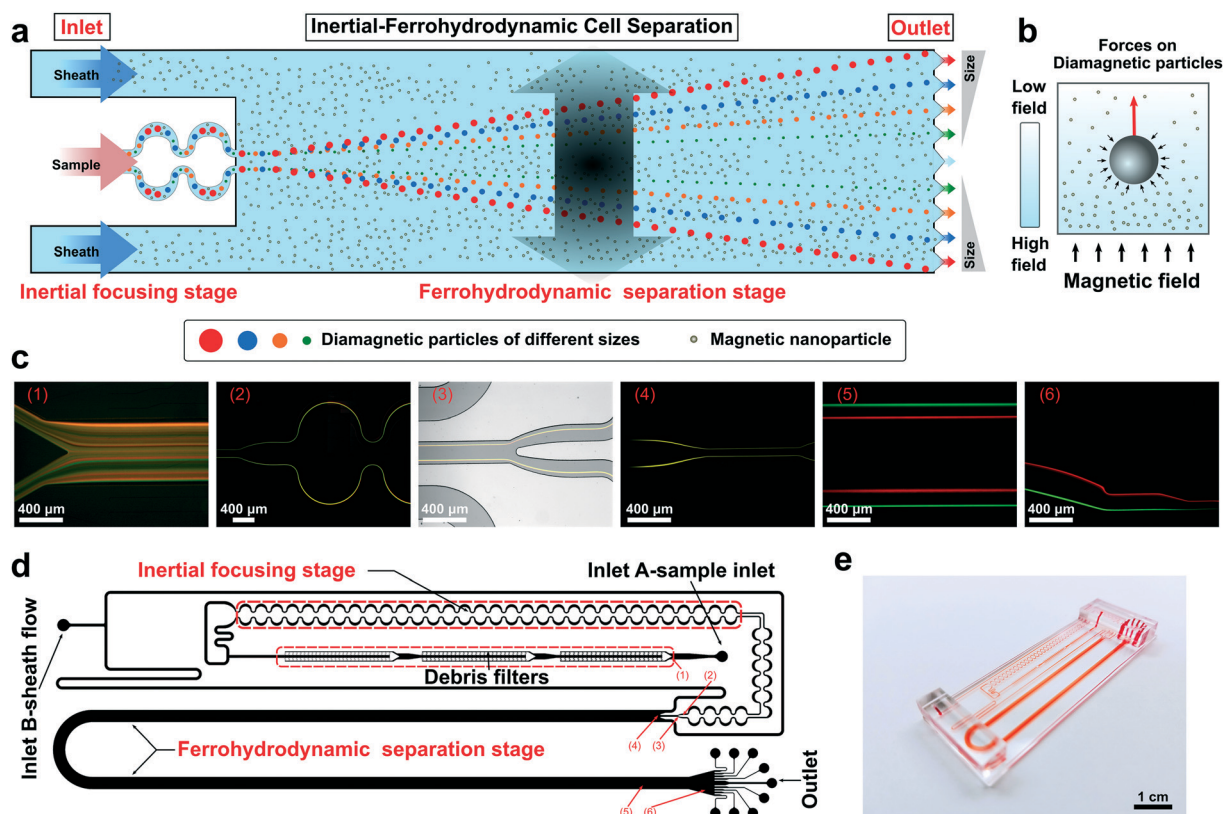 a
Inlet
Inertial-Ferrohydrodynamic Cell Separation
Outlet
Sheath
Sample
Sheath
Size
Size
Inertial focusing stage
Ferrohydrodynamic separation stage
b
Forces on
Diamagnetic particles
Low
field
High
field
Magnetic field
Diamagnetic particles of different sizes
Magnetic nanoparticle
c
(1)
400 µm
(2)
400 µm
(3)
400 µm
(4)
400 µm
(5)
400 µm
(6)
400 µm
d
Inlet B-sheath flow
Inertial focusing stage
Inlet A-sample inlet
Debris filters
(1)
(2)
(3)
(4)
Ferrohydrodynamic separation stage
(5)
(6)
Outlet
e
1 cm